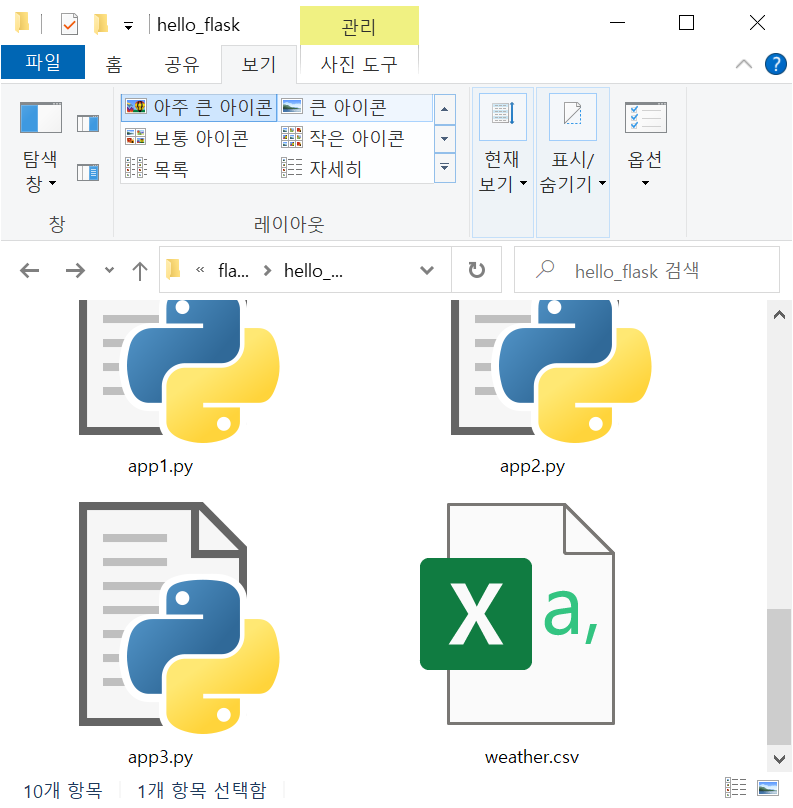 hello_flask
관리
파일 홈 공유 보기 사진 도구
아주 큰 아이콘 큰 아이콘
보통 아이콘 작은 아이콘
목록 자세히
탐색
창
현재
보기
표시/
숨기기
옵션
창 레이아웃
« fla... hello_...
hello_flask 검색
app1.py app2.py
X a,
app3.py weather.csv
10개 항목 1개 항목 선택함